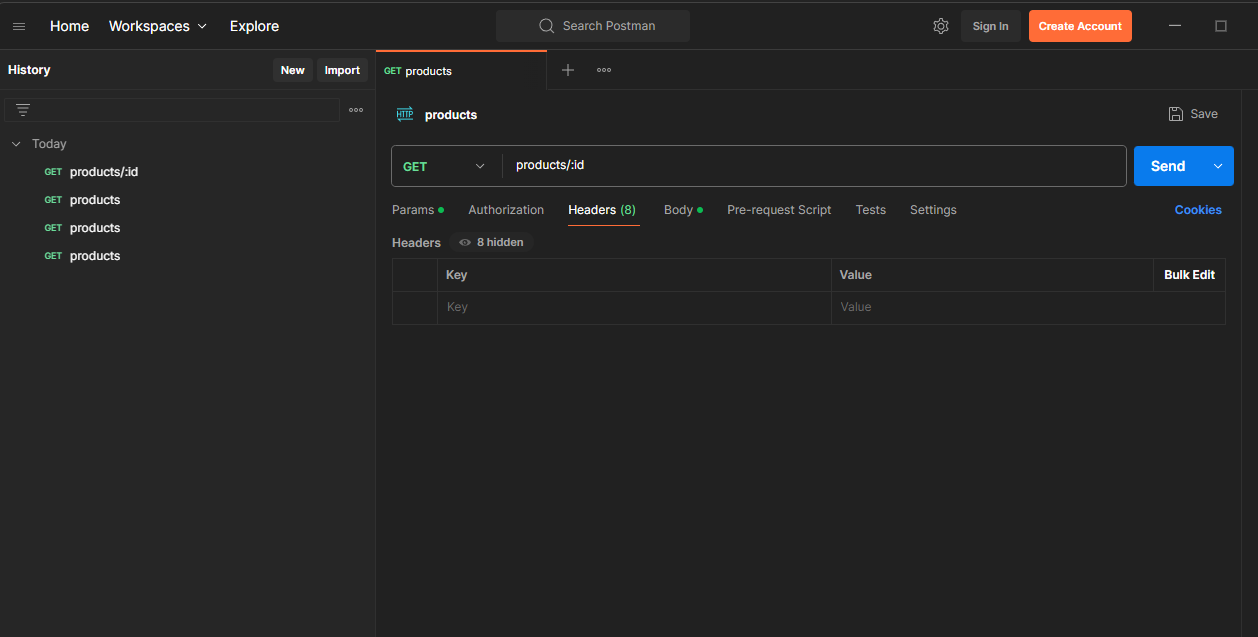 Home Workspaces Explore Search Postman Sign In Create Account
History New Import
GET products
HTTP products Save
Today
GET products/:id
GET products
GET products
GET products
GET products/:id Send
Params Authorization Headers (8) Body Pre-request Script Tests Settings Cookies
Headers 8 hidden
Key Value Bulk Edit
Key Value